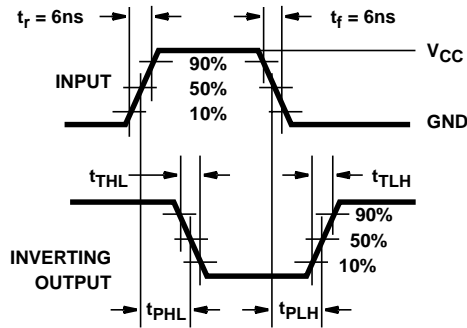 tr = 6ns
tf = 6ns
VCC
90%
INPUT
50%
10%
GND
tTHL
tTLH
90%
50%
INVERTING
OUTPUT
10%
tPHL
tPLH